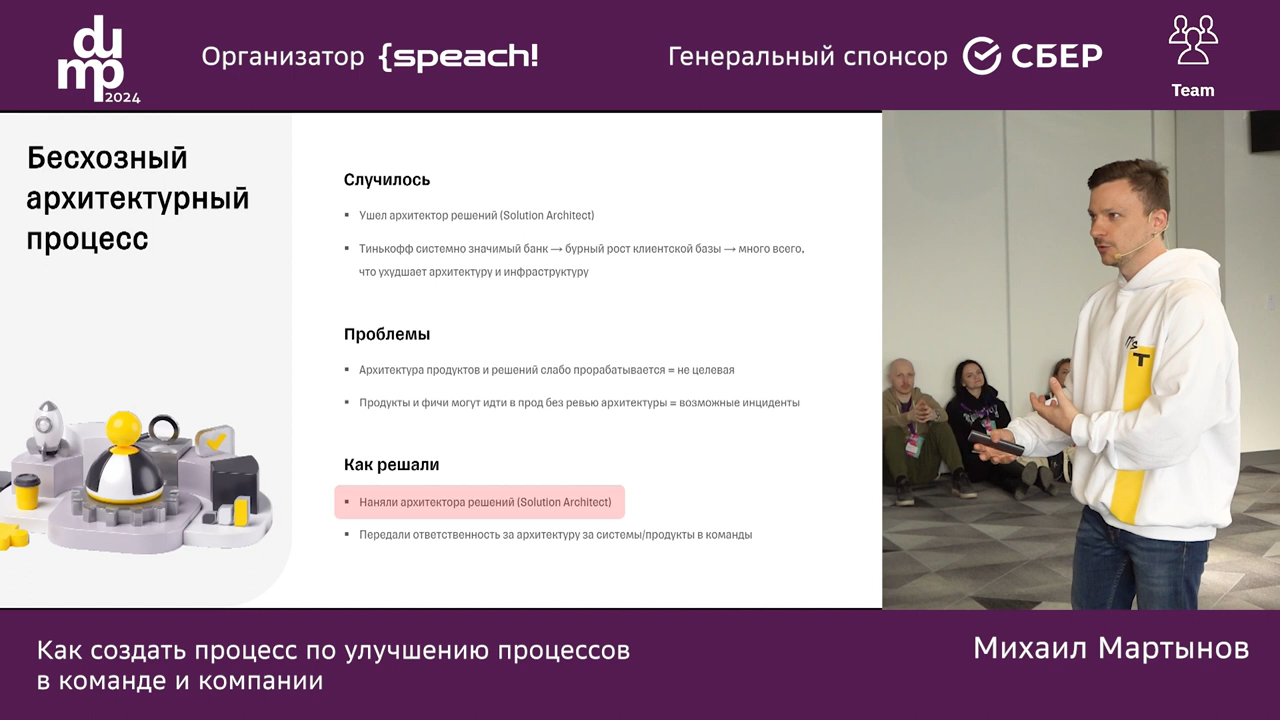 dump
2024
Организатор {speach!
Генеральный спонсор СБЕР
Team
Бесхозный
архитектурный
процесс
Случилось
▪ Ушел архитектор решений (Solution Architect)
▪ Тинькофф системно значимый банк → бурный рост клиентской базы → много всего,
что ухудшает архитектуру и инфраструктуру
Проблемы
▪ Архитектура продуктов и решений слабо прорабатывается = не целевая
▪ Продукты и фичи могут идти в прод без ревью архитектуры = возможные инциденты
Как решали
▪ Наняли архитектора решений (Solution Architect)
▪ Передали ответственность за архитектуру за системы/продукты в команды
Т
Как создать процесс по улучшению процессов
в команде и компании
Михаил Мартынов